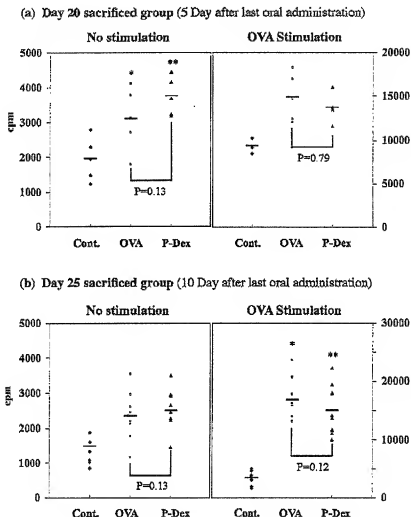 (a) Day 20 sacrificed group (5 Day after last oral administration)
No stimulation
OVA Stimulation
5000
4000
3000
2000
1000
0
cpm
* **
P=0.13
Cont. OVA P-Dex
20000
15000
10000
5000
0
P=0.79
Cont. OVA P-Dex
(b) Day 25 sacrificed group (10 Day after last oral administration)
No stimulation
OVA Stimulation
5000
4000
3000
2000
1000
0
cpm
P=0.13
Cont. OVA P-Dex
30000
20000
10000
0
* **
P=0.12
Cont. OVA P-Dex